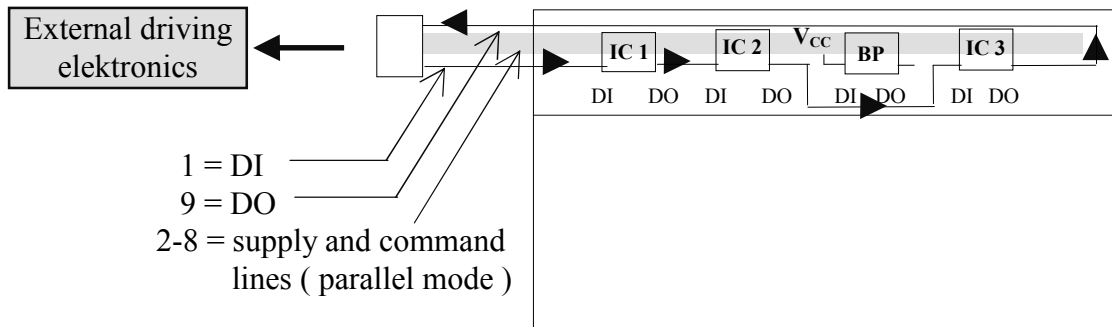 External driving
elektronics
V_CC
IC 1
IC 2
BP
IC 3
DI DO DI DO DI DO DI DO
1 = DI
9 = DO
2-8 = supply and command
lines ( parallel mode )